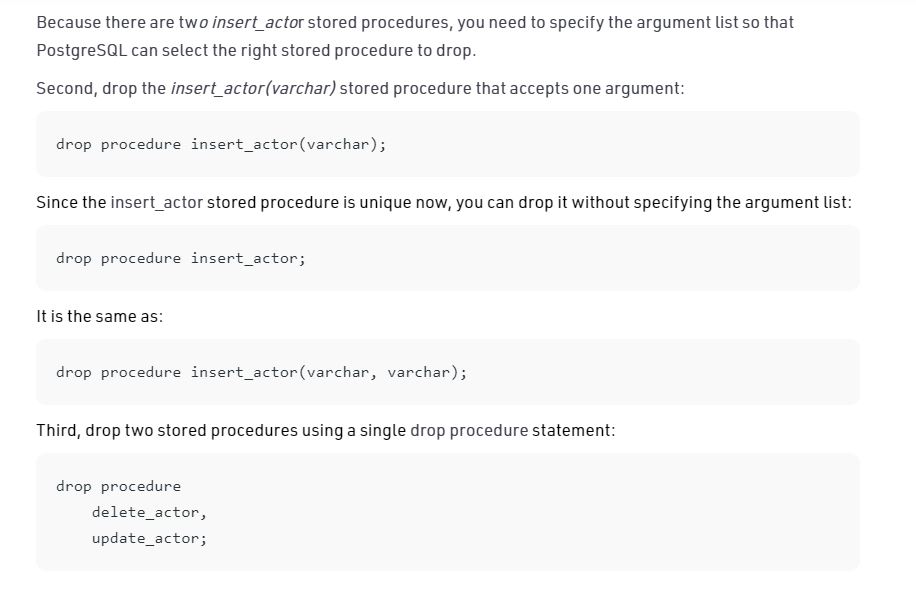 Because there are two insert_actor stored procedures, you need to specify the argument list so that
PostgreSQL can select the right stored procedure to drop.
Second, drop the insert_actor(varchar) stored procedure that accepts one argument:
drop procedure insert_actor(varchar);
Since the insert_actor stored procedure is unique now, you can drop it without specifying the argument list:
drop procedure insert_actor;
It is the same as:
drop procedure insert_actor(varchar, varchar);
Third, drop two stored procedures using a single drop procedure statement:
drop procedure
    delete_actor,
    update_actor;